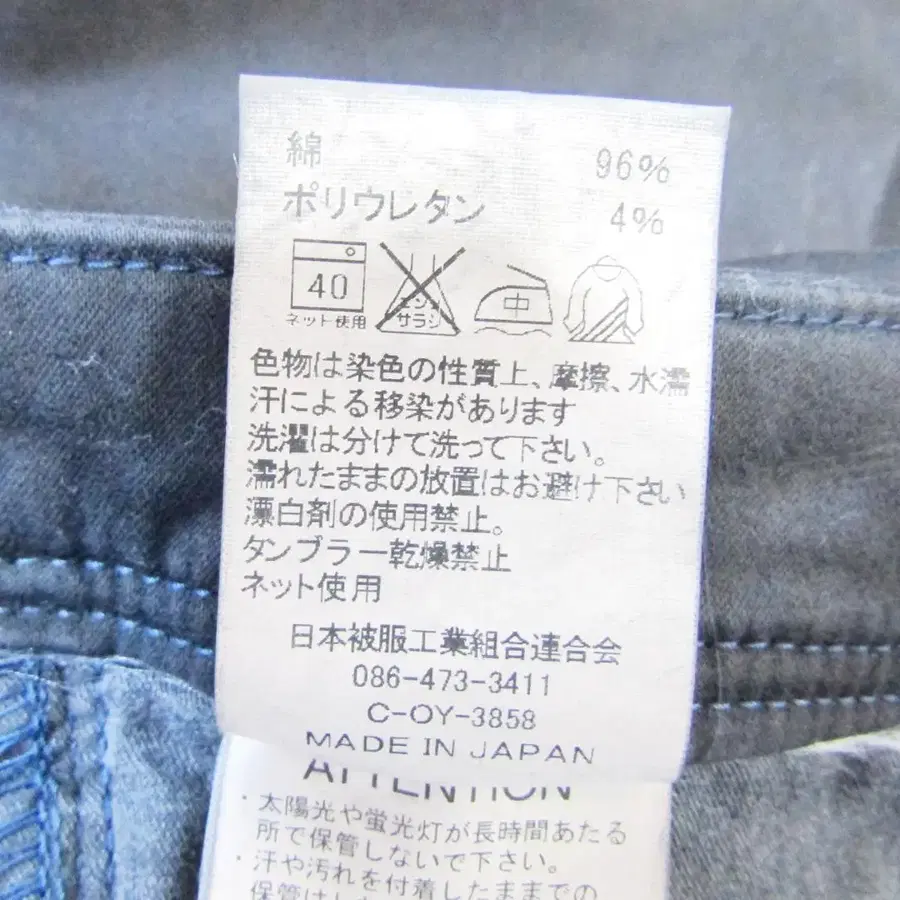 綿 96%
ポリウレタン 4%
40
ネット使用
エンソ
サラシ
中
色物は染色の性質上、摩擦、水濡
汗による移染があります
洗濯は分けて洗って下さい。
濡れたままの放置はお避け下さい
漂白剤の使用禁止。
タンブラー乾燥禁止
ネット使用
日本被服工業組合連合会
086-473-3411
C-OY-3858
MADE IN JAPAN
ATTENTION
・太陽光や蛍光灯が長時間あたる
所で保管しないで下さい。
・汗や汚れを付着したままでの
保管はし